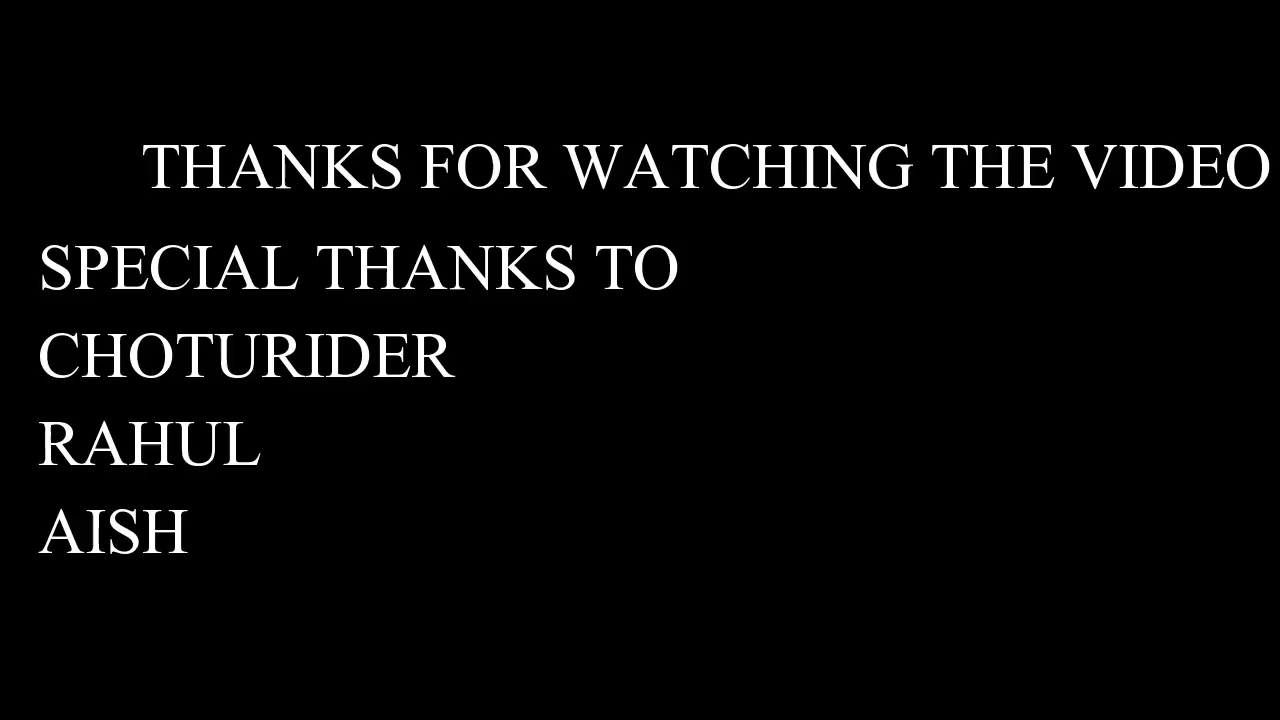 THANKS FOR WATCHING THE VIDEO
SPECIAL THANKS TO
CHOTURIDER
RAHUL
AISH